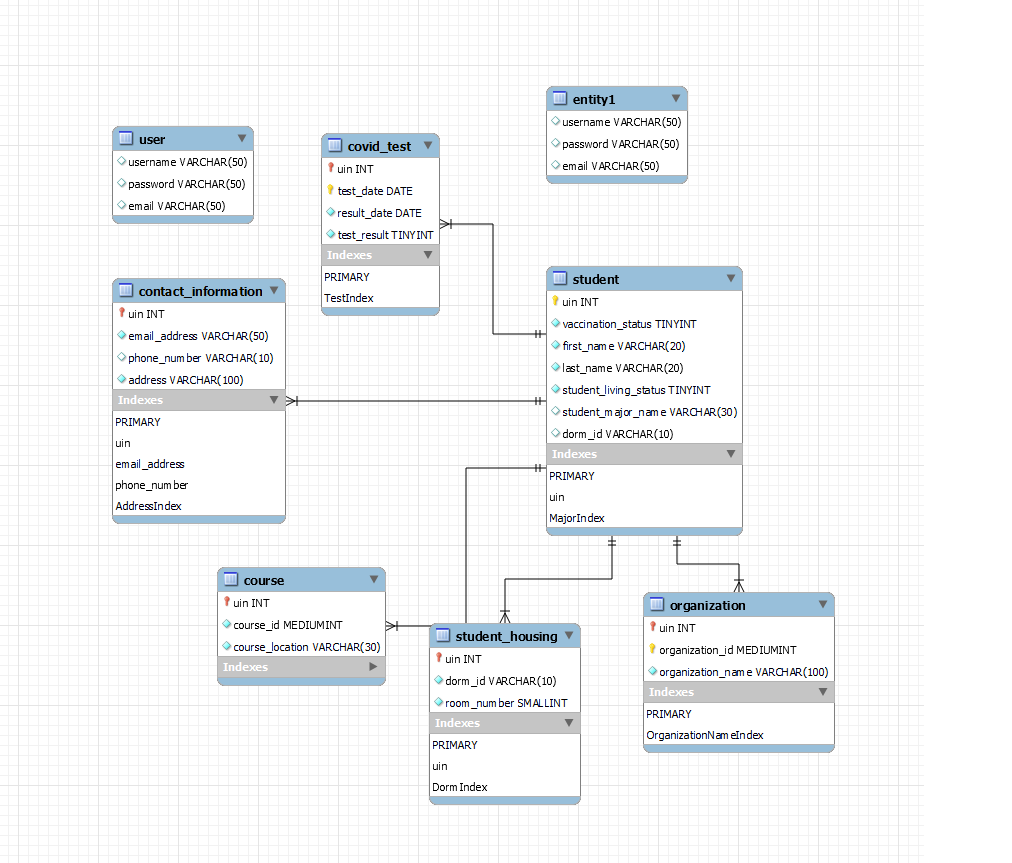 user
username VARCHAR(50)
password VARCHAR(50)
email VARCHAR(50)
covid_test
uin INT
test_date DATE
result_date DATE
test_result TINYINT
Indexes
PRIMARY
TestIndex
entity1
username VARCHAR(50)
password VARCHAR(50)
email VARCHAR(50)
contact_information
uin INT
email_address VARCHAR(50)
phone_number VARCHAR(10)
address VARCHAR(100)
Indexes
PRIMARY
uin
email_address
phone_number
AddressIndex
student
uin INT
vaccination_status TINYINT
first_name VARCHAR(20)
last_name VARCHAR(20)
student_living_status TINYINT
student_major_name VARCHAR(30)
dorm_id VARCHAR(10)
Indexes
PRIMARY
uin
MajorIndex
course
uin INT
course_id MEDIUMINT
course_location VARCHAR(30)
Indexes
student_housing
uin INT
dorm_id VARCHAR(10)
room_number SMALLINT
Indexes
PRIMARY
uin
DormIndex
organization
uin INT
organization_id MEDIUMINT
organization_name VARCHAR(100)
Indexes
PRIMARY
OrganizationNameIndex